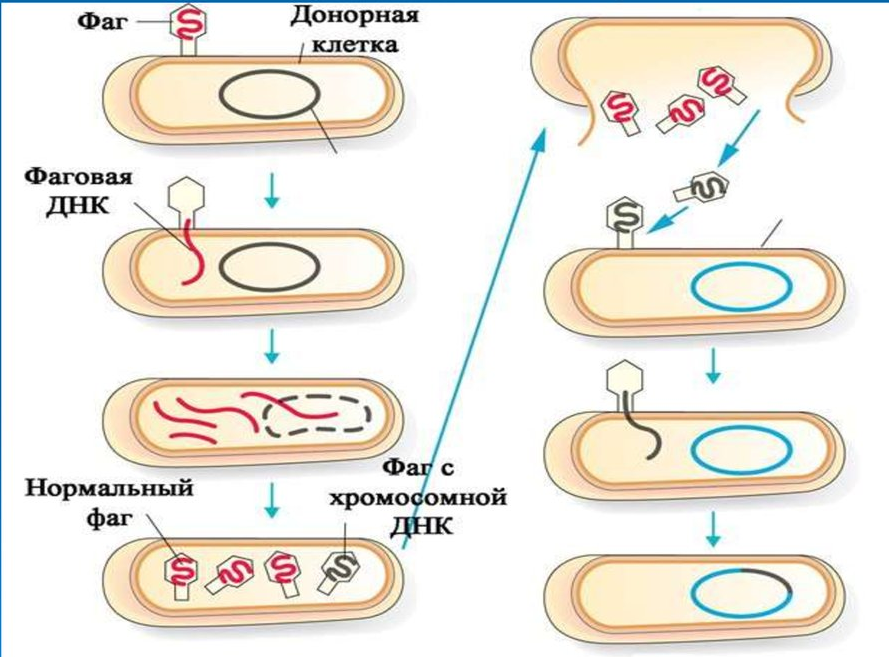 Фаг
Донорная
клетка
Фаговая
ДНК
Нормальный
фаг
Фаг с
хромосомной
ДНК